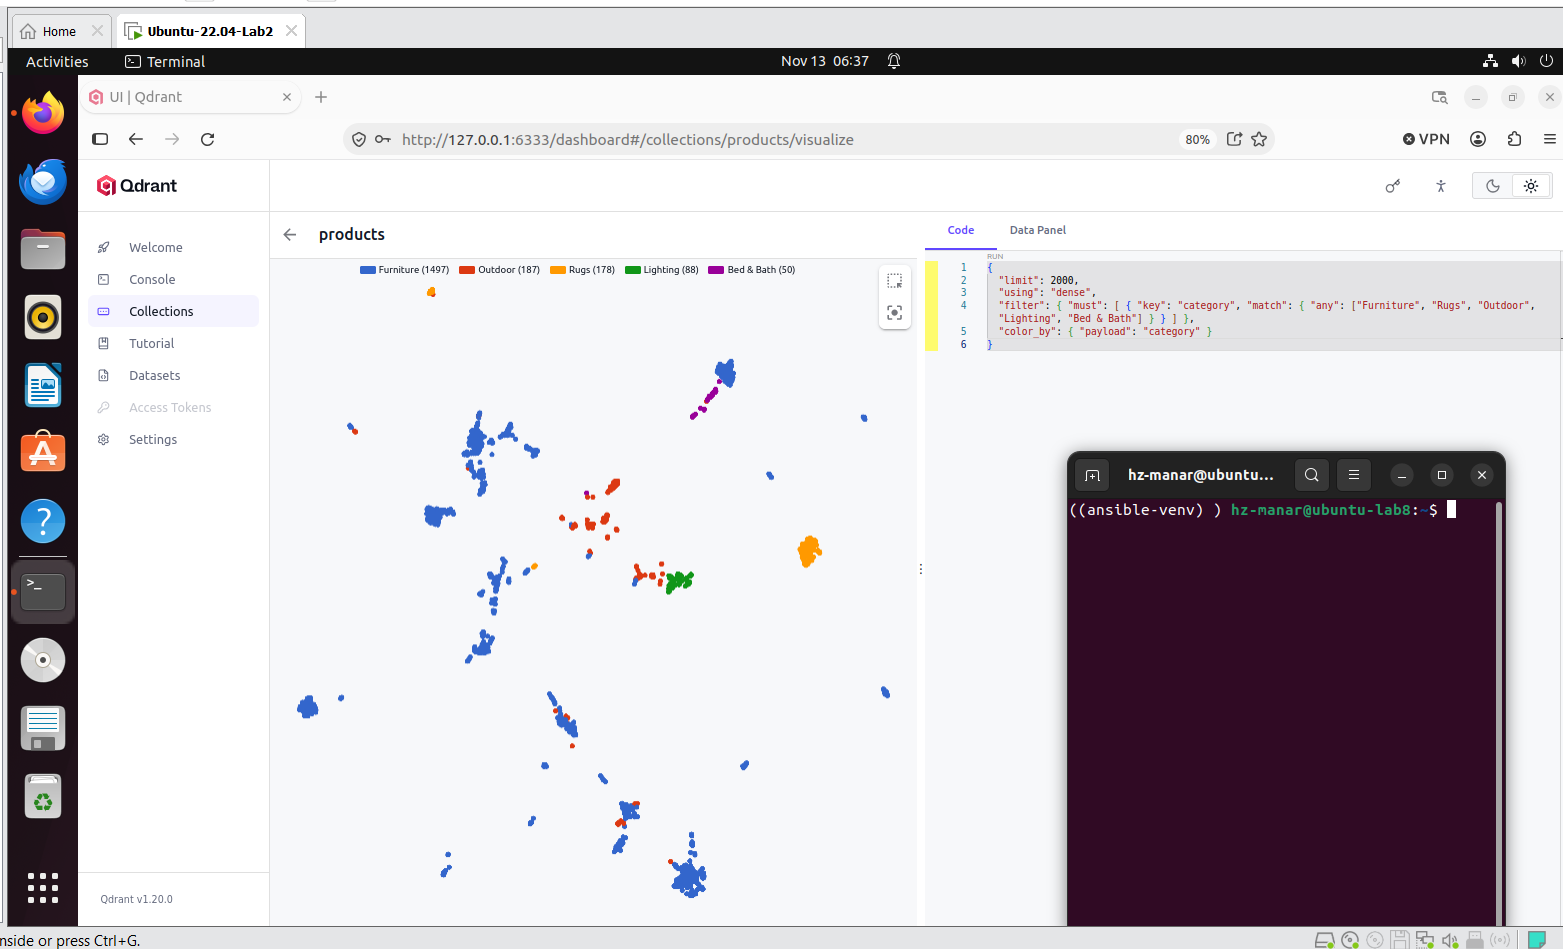 Home
Ubuntu-22.04-Lab2
Activities
Terminal
Nov 13 06:37
UI | Qdrant
http://127.0.0.1:6333/dashboard#/collections/products/visualize
80%
VPN
Qdrant
Welcome
Console
Collections
Tutorial
Datasets
Access Tokens
Settings
Qdrant v1.20.0
products
Furniture (1497)
Outdoor (187)
Rugs (178)
Lighting (88)
Bed & Bath (50)
Code
Data Panel
RUN
1 {
2 "limit": 2000,
3 "using": "dense",
4 "filter": { "must": [ { "key": "category", "match": { "any": ["Furniture", "Rugs", "Outdoor",
"Lighting", "Bed & Bath"] } } ] },
5 "color_by": { "payload": "category" }
6 }
hz-manar@ubuntu...
((ansible-venv) ) hz-manar@ubuntu-lab8:~$
nside or press Ctrl+G.